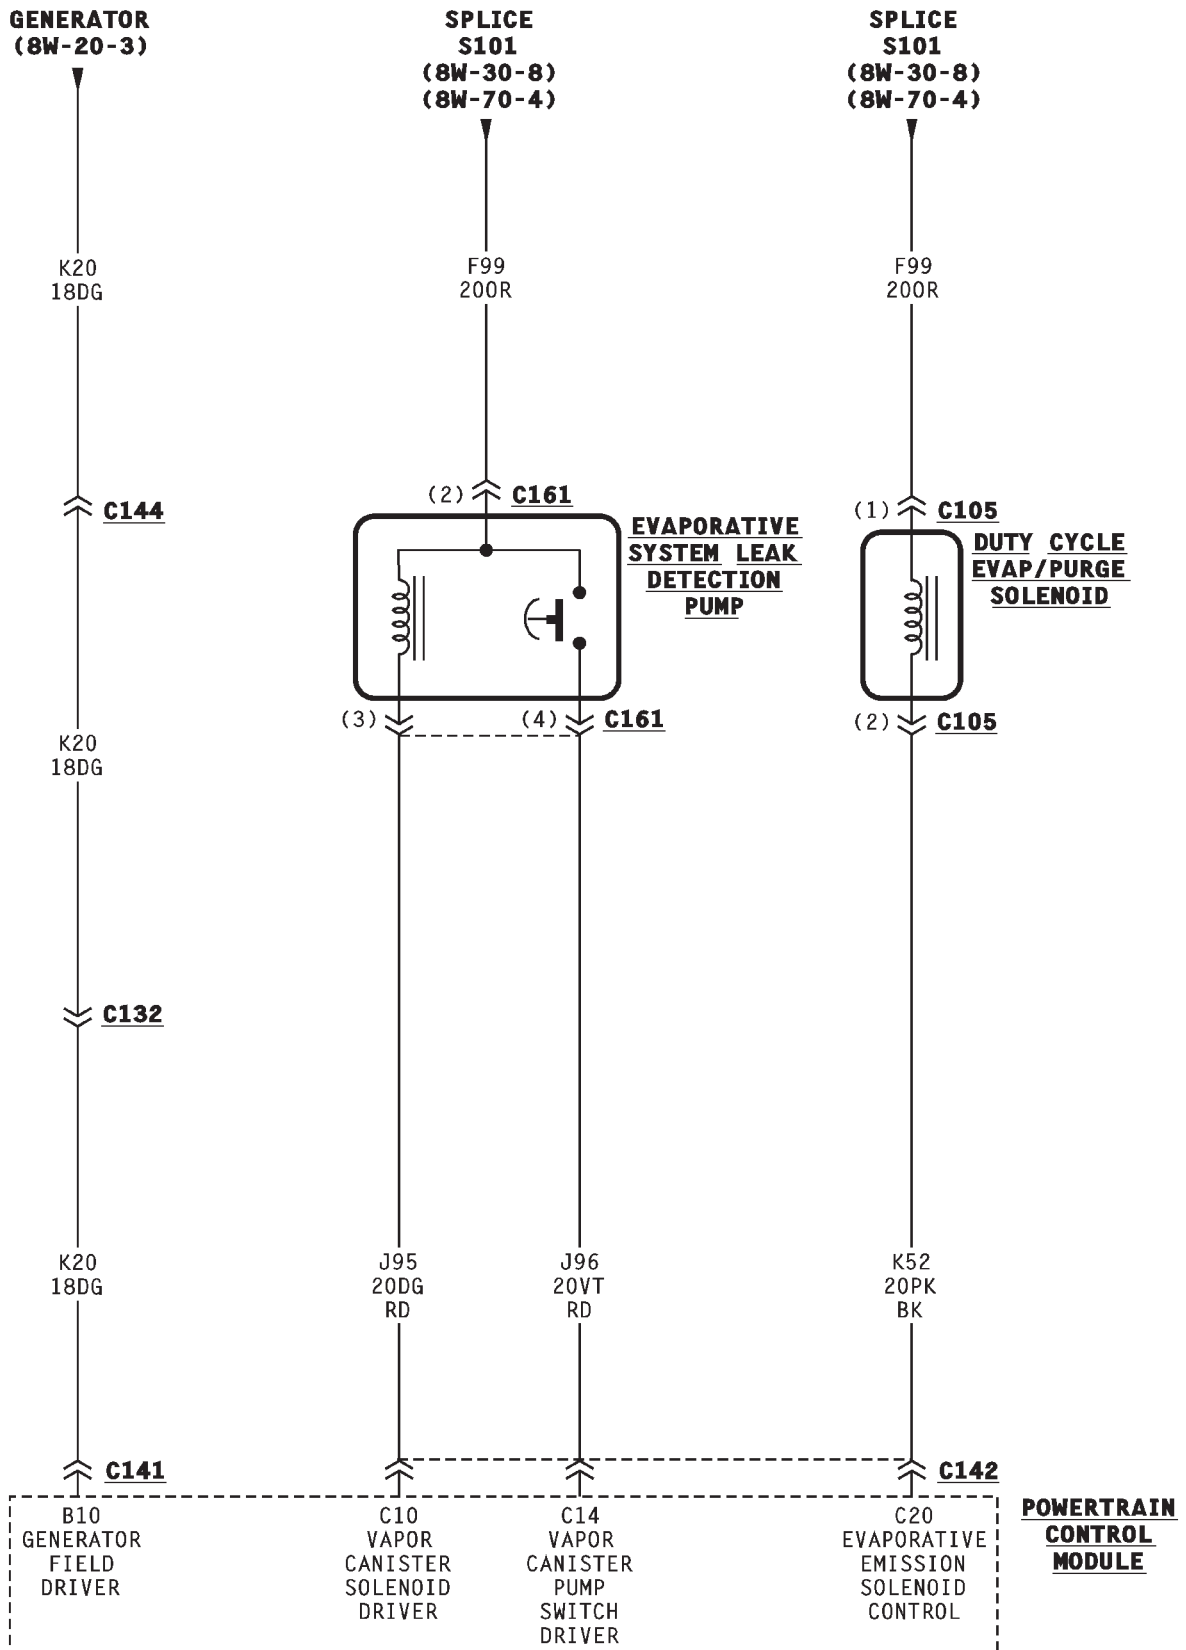 GENERATOR
(8W-20-3)
SPLICE
S101
(8W-30-8)
(8W-70-4)
SPLICE
S101
(8W-30-8)
(8W-70-4)
K20
18DG
F99
20OR
F99
20OR
C144
(2)
C161
(1)
C105
EVAPORATIVE
SYSTEM LEAK
DETECTION
PUMP
DUTY CYCLE
EVAP/PURGE
SOLENOID
(3)
(4)
C161
(2)
C105
K20
18DG
C132
K20
18DG
J95
20DG
RD
J96
20VT
RD
K52
20PK
BK
C141
C142
B10
GENERATOR
FIELD
DRIVER
C10
VAPOR
CANISTER
SOLENOID
DRIVER
C14
VAPOR
CANISTER
PUMP
SWITCH
DRIVER
C20
EVAPORATIVE
EMISSION
SOLENOID
CONTROL
POWERTRAIN
CONTROL
MODULE